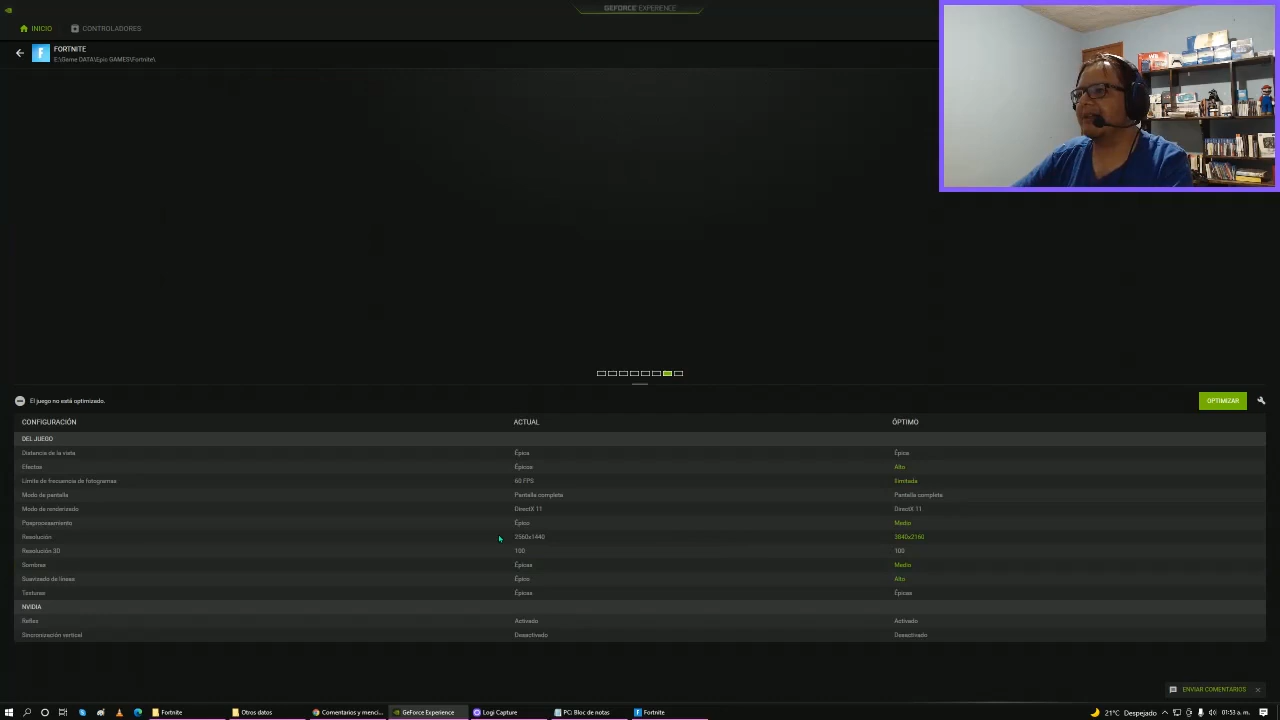 GEFORCE EXPERIENCE
INICIO CONTROLADORES
FORTNITE
E:\Game DATA\Epic GAMES\Fortnite\
El juego no está optimizado. OPTIMIZAR
CONFIGURACIÓN ACTUAL ÓPTIMO
DEL JUEGO
Distancia de la vista Épica Épica
Efectos Épicos Alto
Límite de frecuencia de fotogramas 60 FPS Ilimitada
Modo de pantalla Pantalla completa Pantalla completa
Modo de renderizado DirectX 11 DirectX 11
Posprocesamiento Épico Medio
Resolución 2560x1440 3840x2160
Resolución 3D 100 100
Sombras Épicas Medio
Suavizado de líneas Épico Alto
Texturas Épicas Épicas
NVIDIA
Reflex Activado Activado
Sincronización vertical Desactivado Desactivado
ENVIAR COMENTARIOS
Fortnite Otros datos Comentarios y menci... GeForce Experience Logi Capture PC: Bloc de notas Fortnite 21°C Despejado 01:53 a. m.